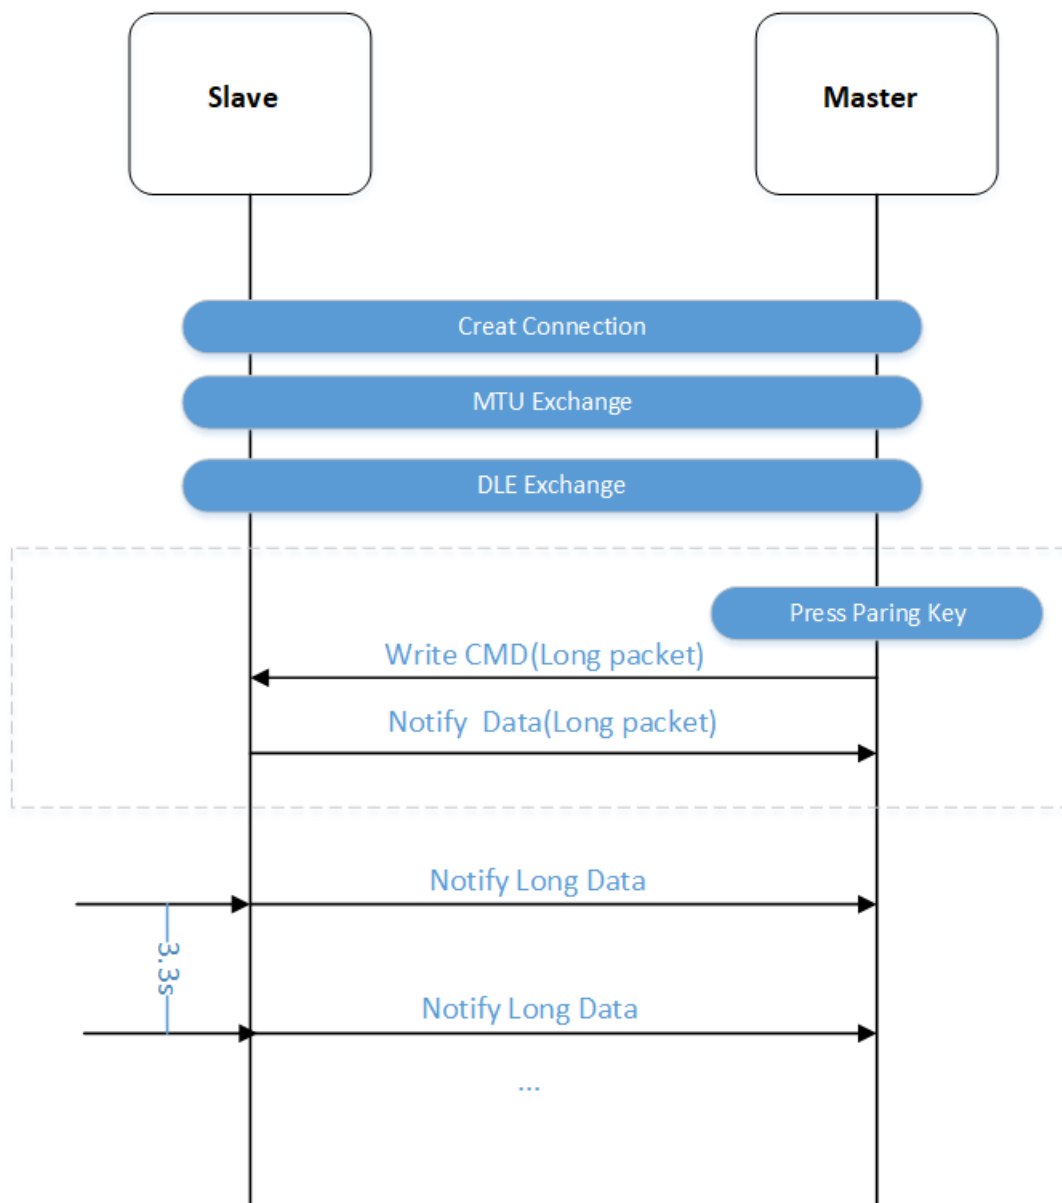 Slave
Master
Creat Connection
MTU Exchange
DLE Exchange
Press Paring Key
Write CMD(Long packet)
Notify  Data(Long packet)
Notify Long Data
3.3s
Notify Long Data
...